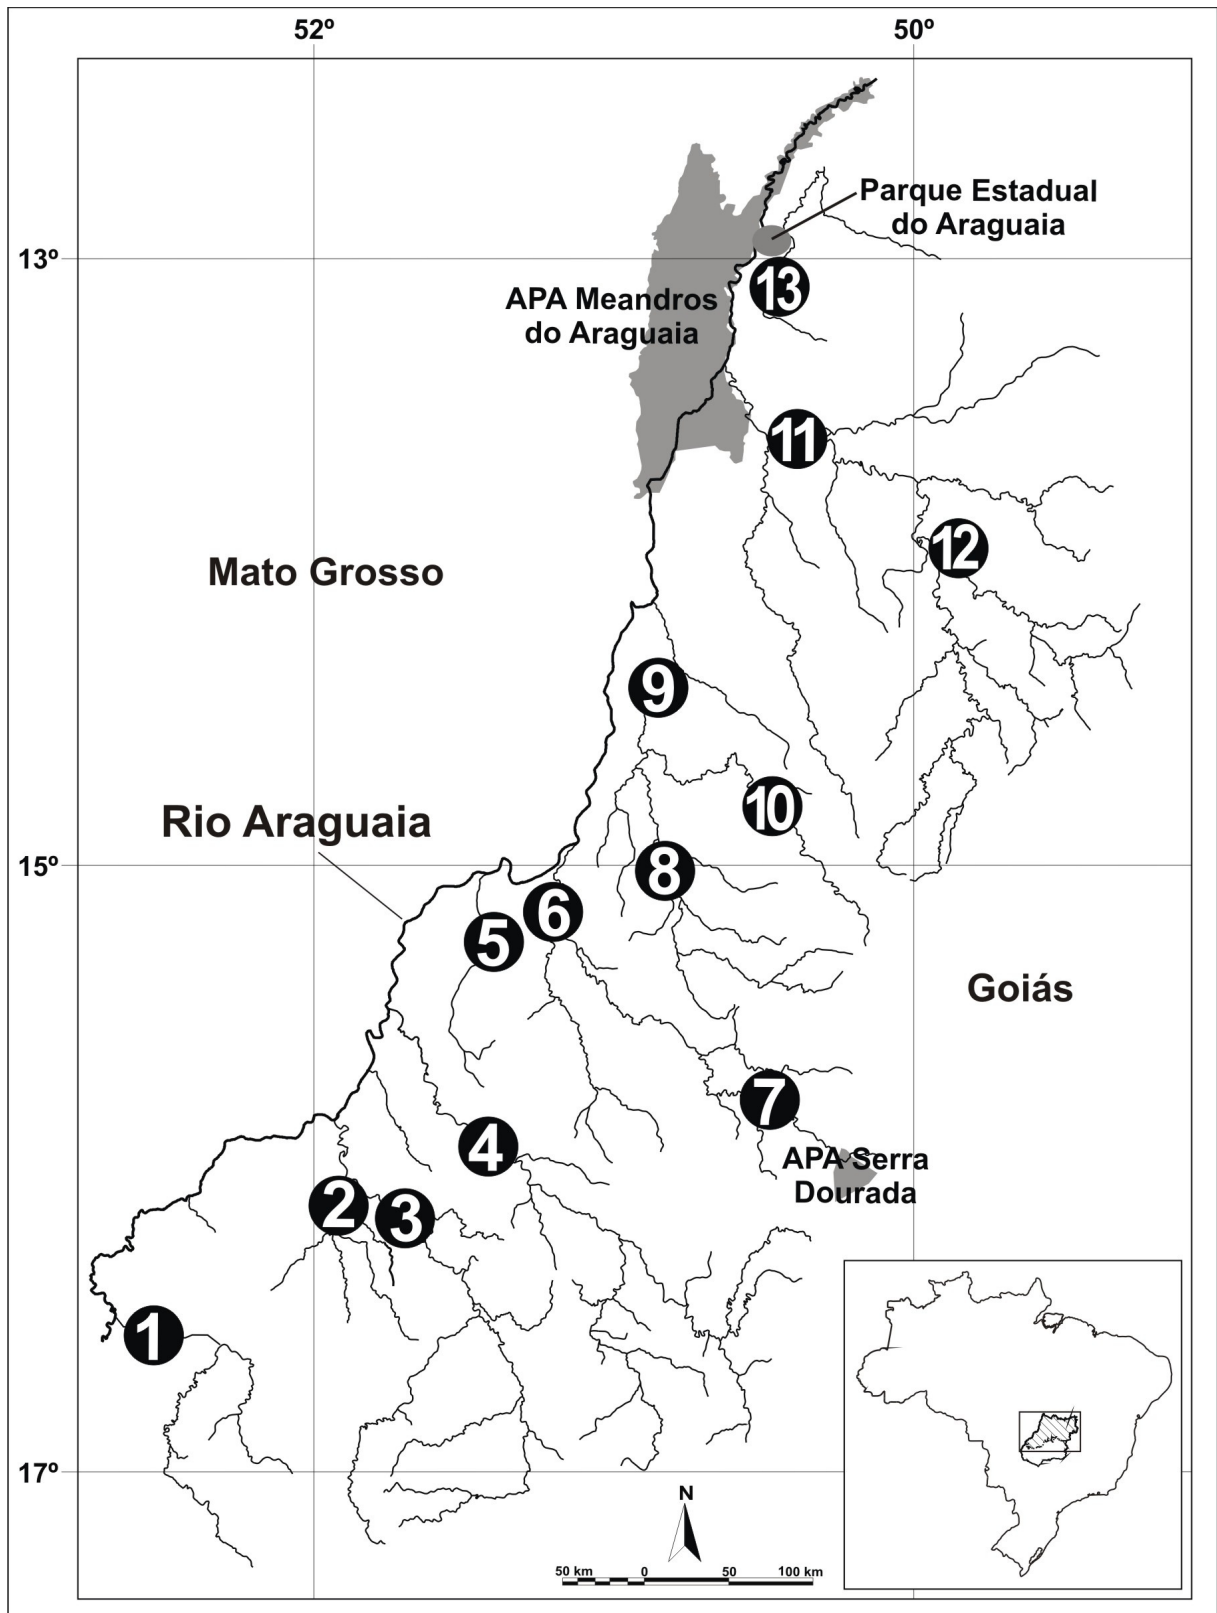 52º
50º
Parque Estadual
do Araguaia
13º
13
APA Meandros
do Araguaia
11
12
Mato Grosso
9
10
Rio Araguaia
15º
8
6
5
Goiás
7
4
APA Serra
Dourada
2
3
1
17º
N
50 km
0
50
100 km